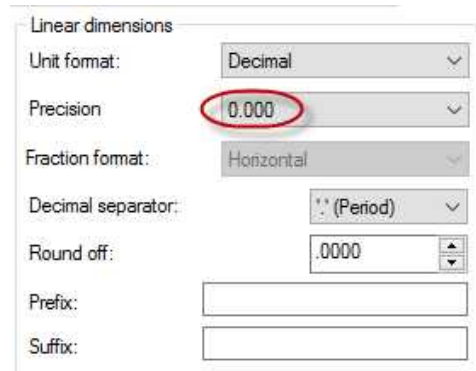 Linear dimensions
Unit format: Decimal
Precision 0.000
Fraction format: Horizontal
Decimal separator: '.' (Period)
Round off: .0000
Prefix:
Suffix: